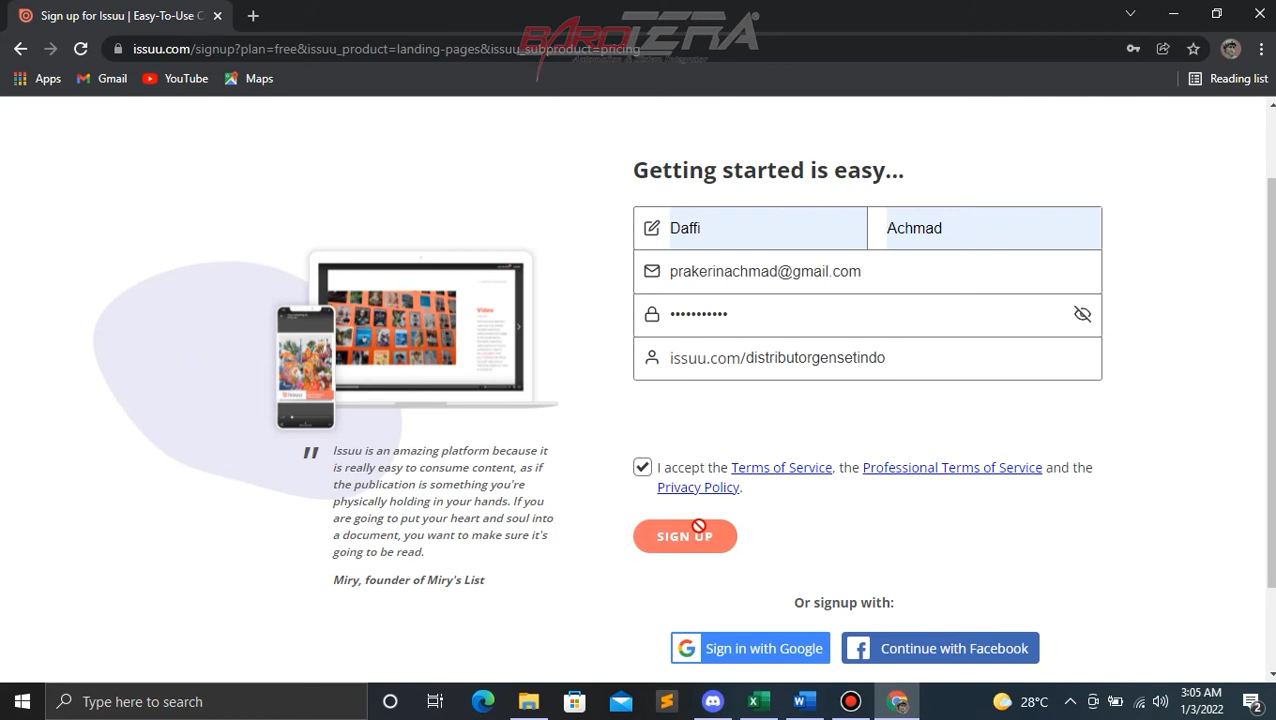 Sign up for Issuu | Easy-To-Use C
BAROTERA®
issuu.com/signup?plan=free&issuu_product=landing-pages&issuu_subproduct=pricing
Apps
Gmail
YouTube
Maps
Reading list
Getting started is easy...
Daffi
Achmad
prakerinachmad@gmail.com
•••••••••••
issuu.com/distributorgensetindo
Video
" Issuu is an amazing platform because it
is really easy to consume content, as if
the publication is something you're
physically holding in your hands. If you
are going to put your heart and soul into
a document, you want to make sure it's
going to be read.
Miry, founder of Miry's List
I accept the Terms of Service, the Professional Terms of Service and the
Privacy Policy.
SIGN UP
Or signup with:
Sign in with Google
Continue with Facebook
Type here to search
28°C
3:05 AM
1/3/2022
2